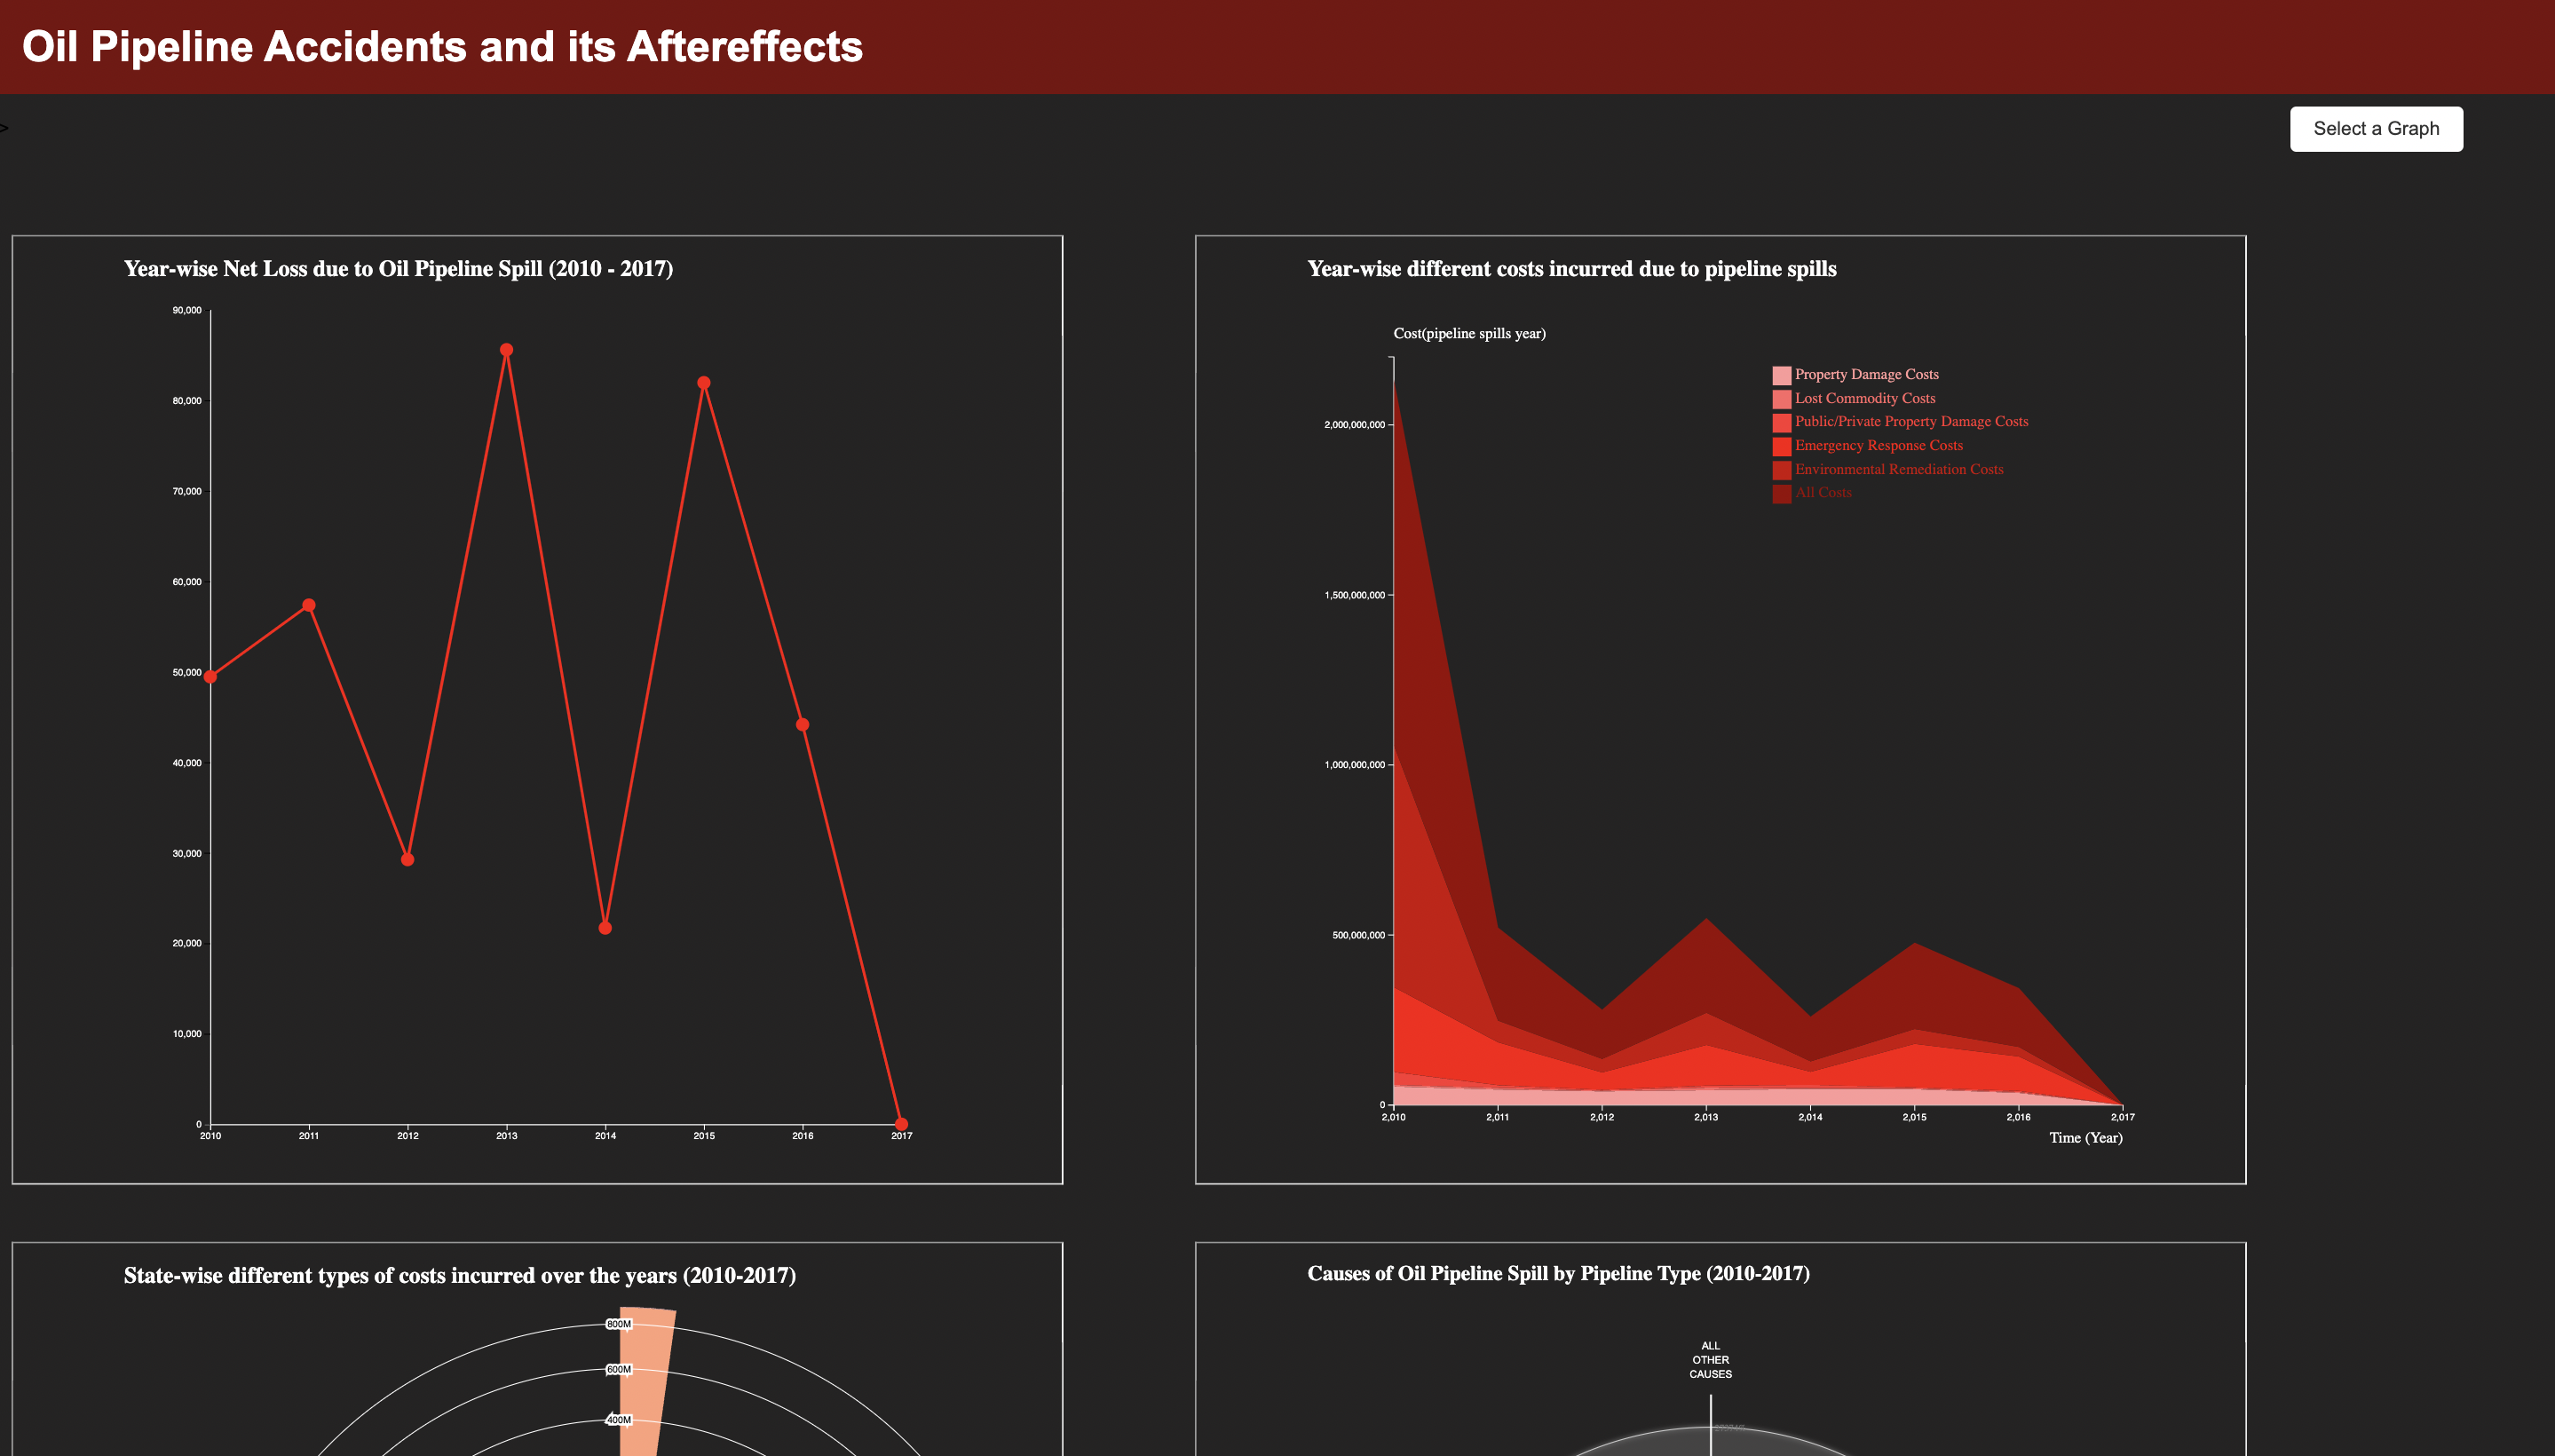 Oil Pipeline Accidents and its Aftereffects
>
Select a Graph
Year-wise Net Loss due to Oil Pipeline Spill (2010 - 2017)
90,000
80,000
70,000
60,000
50,000
40,000
30,000
20,000
10,000
0
2010 2011 2012 2013 2014 2015 2016 2017
Year-wise different costs incurred due to pipeline spills
Cost(pipeline spills year)
Property Damage Costs
Lost Commodity Costs
Public/Private Property Damage Costs
Emergency Response Costs
Environmental Remediation Costs
All Costs
2,000,000,000
1,500,000,000
1,000,000,000
500,000,000
0
2,010 2,011 2,012 2,013 2,014 2,015 2,016 2,017
Time (Year)
State-wise different types of costs incurred over the years (2010-2017)
800M
600M
400M
Causes of Oil Pipeline Spill by Pipeline Type (2010-2017)
ALL
OTHER
CAUSES